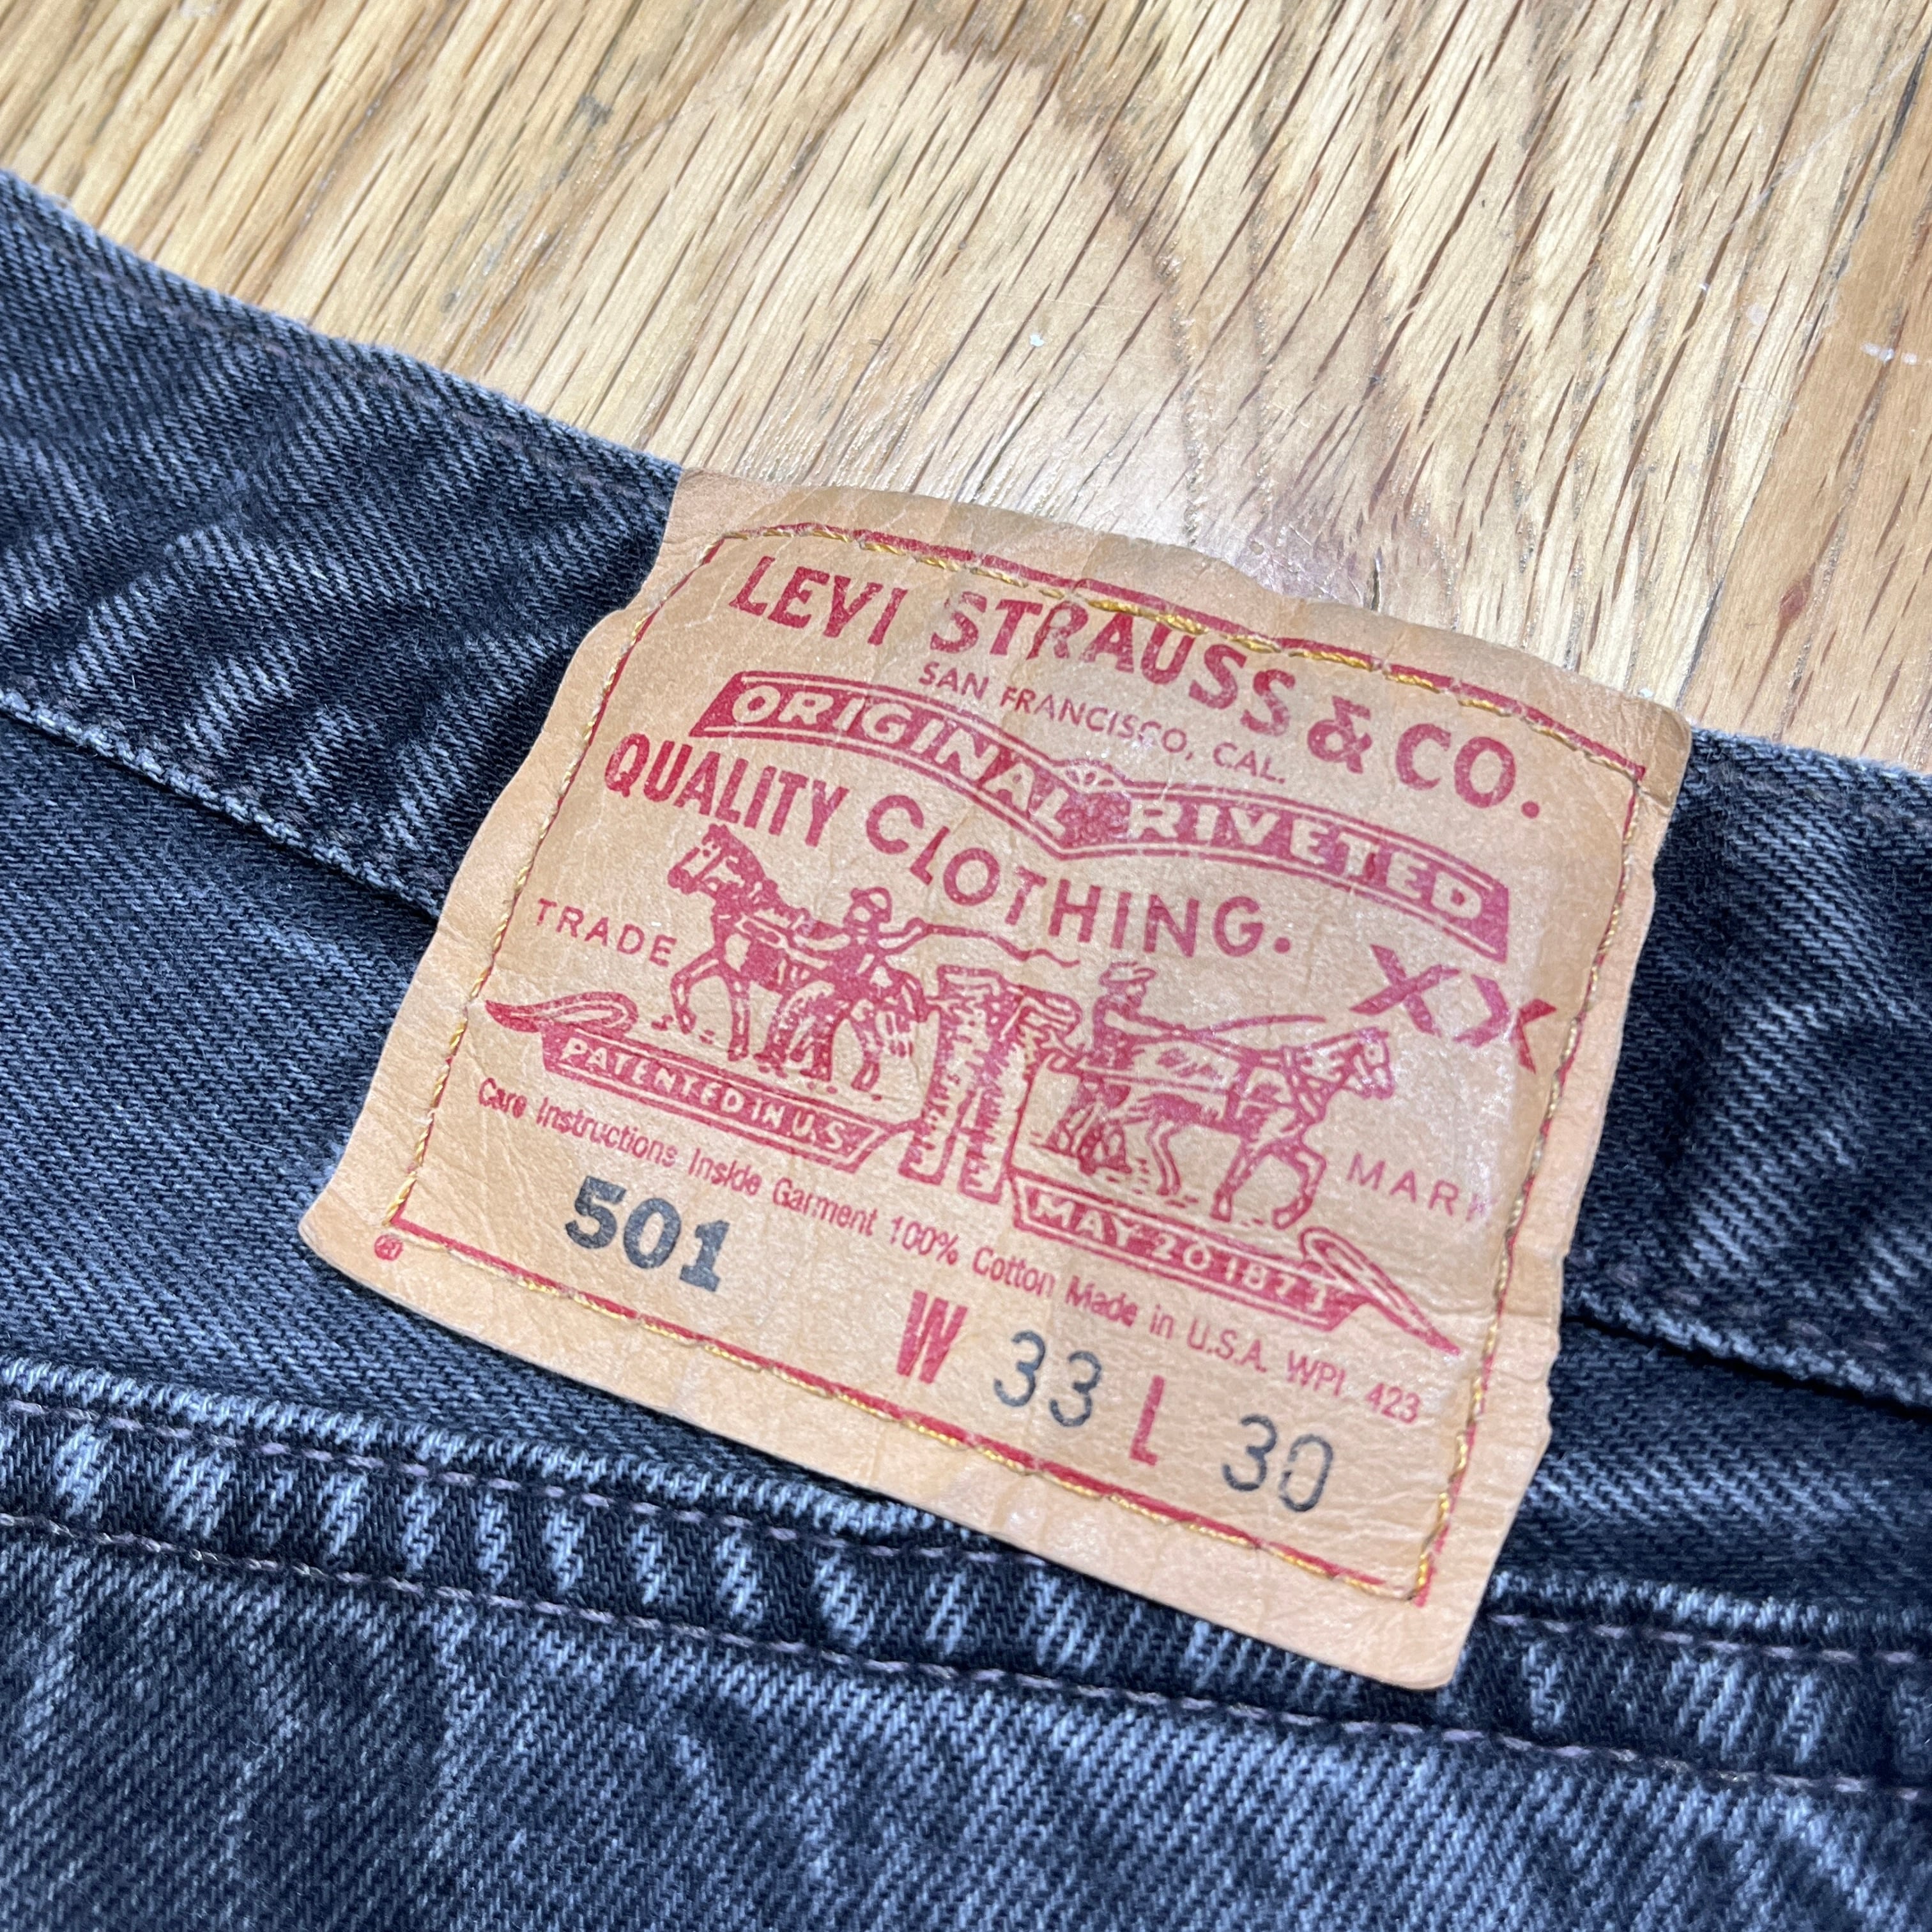 LEVI STRAUSS & CO.
SAN FRANCISCO, CAL.
ORIGINAL RIVETED
QUALITY CLOTHING.
TRADE MARK
XX
PATENTED IN U.S.
MAY 20 1873
Care Instructions Inside Garment 100% Cotton Made in U.S.A. WPL 423
501
W 33 L 30
®